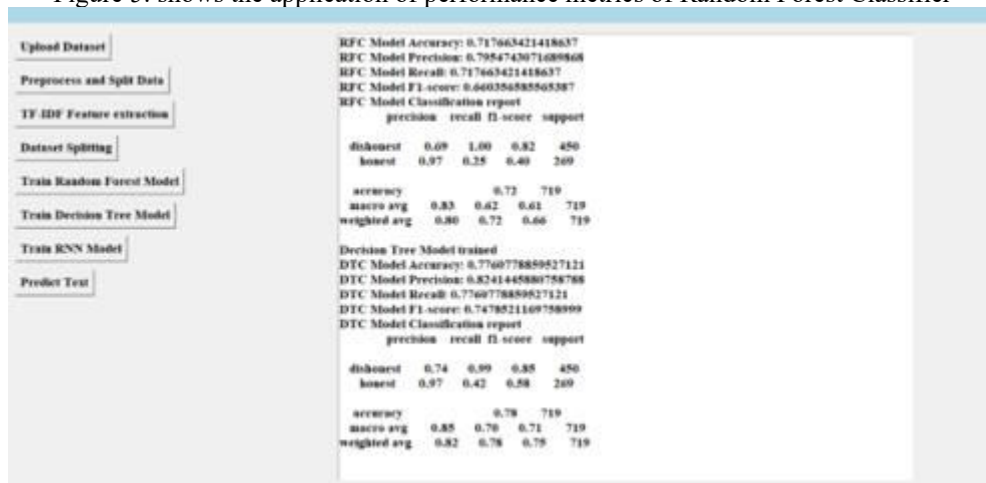 Figure 5: shows the application of performance metrics of Random Forest Classifier
Upload Dataset
Preprocess and Split Data
TF-IDF Feature extraction
Dataset Splitting
Train Random Forest Model
Train Decision Tree Model
Train RNN Model
Predict Text
RFC Model Accuracy: 0.717663421418637
RFC Model Precision: 0.7954743071689868
RFC Model Recall: 0.717663421418637
RFC Model F1-score: 0.660356585565387
RFC Model Classification report
precision recall f1-score support
dishonest 0.69 1.00 0.82 450
honest 0.97 0.25 0.40 269
accuracy 0.72 719
macro avg 0.83 0.62 0.61 719
weighted avg 0.80 0.72 0.66 719
Decision Tree Model trained
DTC Model Accuracy: 0.7760778859527121
DTC Model Precision: 0.8241445880758788
DTC Model Recall: 0.7760778859527121
DTC Model F1-score: 0.7478521169758999
DTC Model Classification report
precision recall f1-score support
dishonest 0.74 0.99 0.85 450
honest 0.97 0.42 0.58 269
accuracy 0.78 719
macro avg 0.85 0.70 0.71 719
weighted avg 0.82 0.78 0.75 719